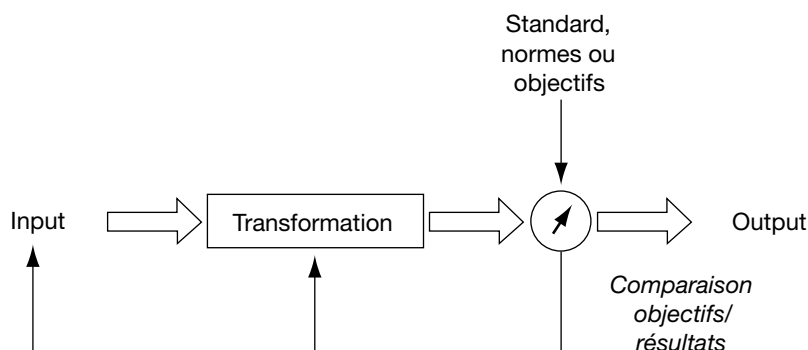 Standard,
normes ou
objectifs
Input
Transformation
Output
Comparaison
objectifs/
résultats